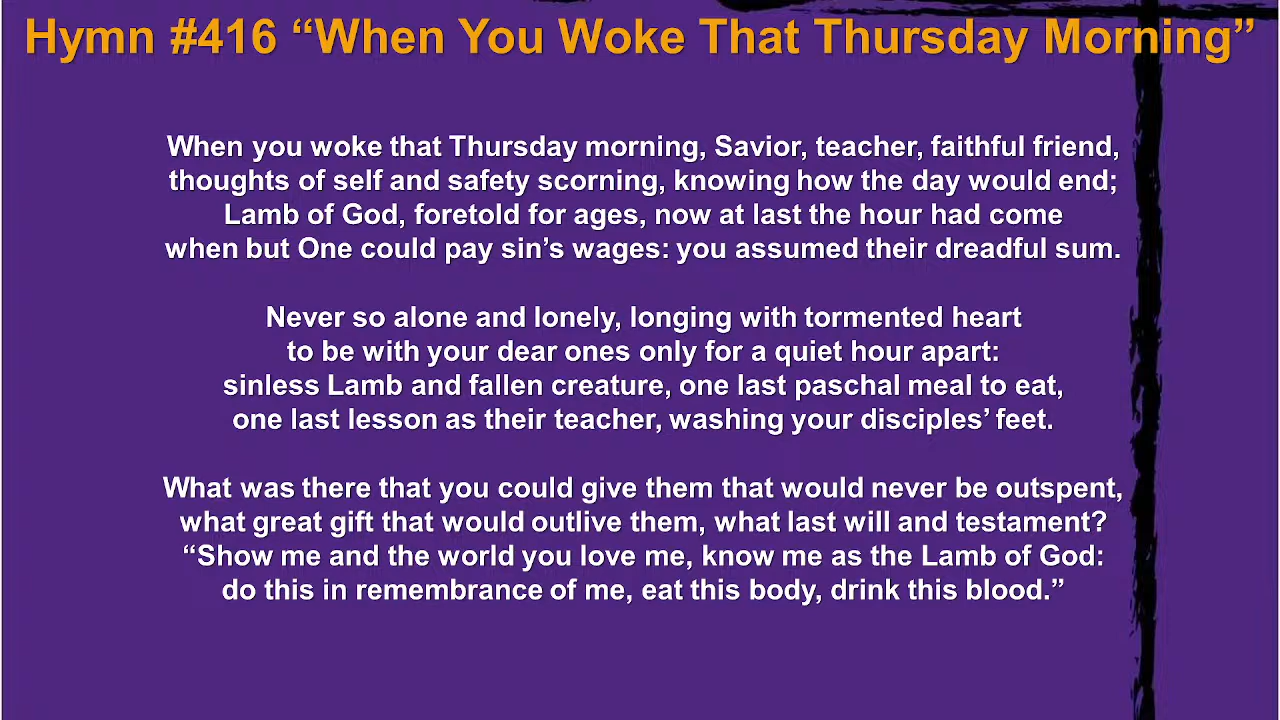 Hymn #416 “When You Woke That Thursday Morning”
When you woke that Thursday morning, Savior, teacher, faithful friend,
thoughts of self and safety scorning, knowing how the day would end;
Lamb of God, foretold for ages, now at last the hour had come
when but One could pay sin’s wages: you assumed their dreadful sum.
Never so alone and lonely, longing with tormented heart
to be with your dear ones only for a quiet hour apart:
sinless Lamb and fallen creature, one last paschal meal to eat,
one last lesson as their teacher, washing your disciples’ feet.
What was there that you could give them that would never be outspent,
what great gift that would outlive them, what last will and testament?
“Show me and the world you love me, know me as the Lamb of God:
do this in remembrance of me, eat this body, drink this blood.”